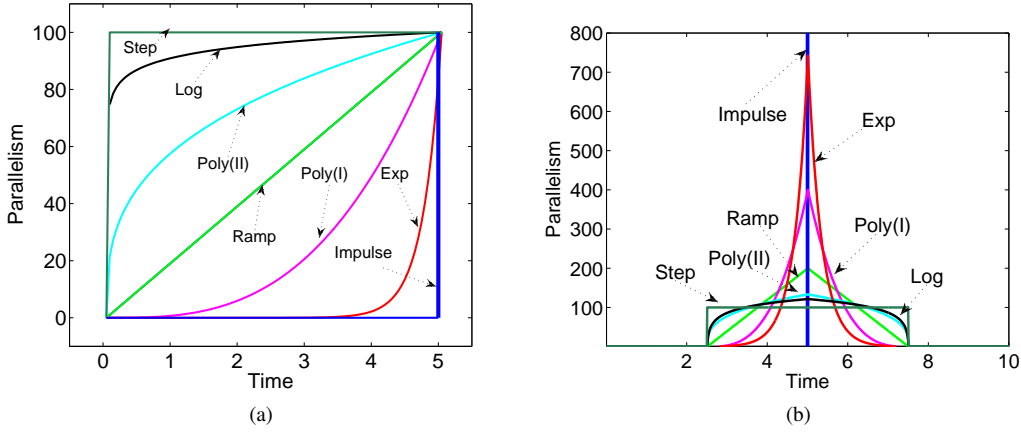 100
80
60
40
20
0
Parallelism
Step
Log
Poly(II)
Poly(I)
Exp
Ramp
Impulse
0
1
2
3
4
5
Time
(a)
800
700
600
500
400
300
200
100
Parallelism
Impulse
Exp
Ramp
Poly(I)
Poly(II)
Step
Log
2
4
6
8
10
Time
(b)